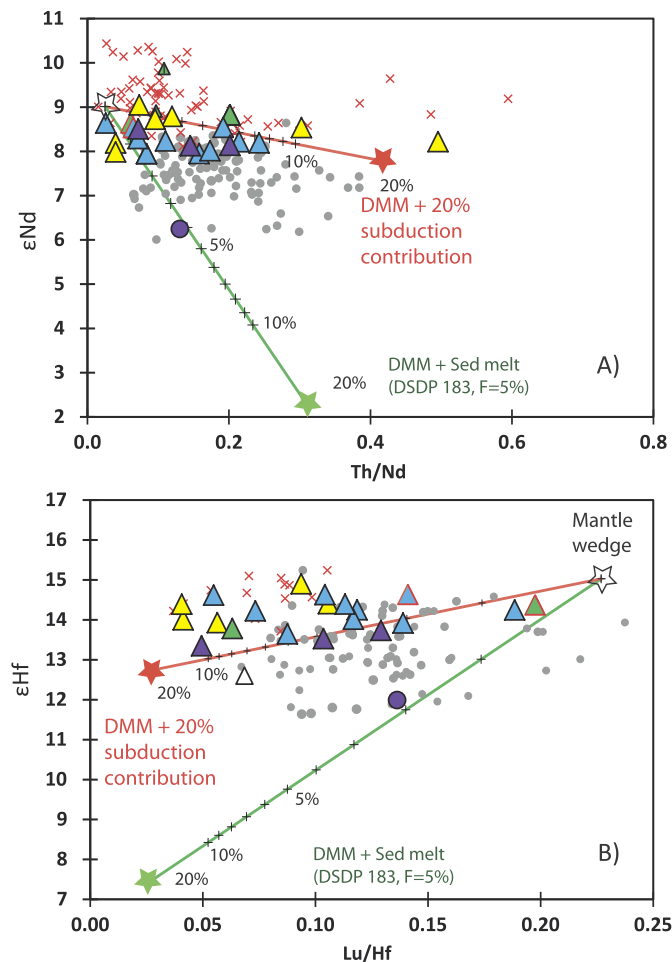 11
10
9
8
7
6
5
4
3
2
εNd
0.0
0.2
0.4
0.6
0.8
Th/Nd
10%
20%
DMM + 20%
subduction
contribution
5%
10%
20%
DMM + Sed melt
(DSDP 183, F=5%)
A)
17
16
15
14
13
12
11
10
9
8
7
εHf
0.00
0.05
0.10
0.15
0.20
0.25
Lu/Hf
Mantle
wedge
10%
20%
DMM + 20%
subduction
contribution
5%
10%
20%
DMM + Sed melt
(DSDP 183, F=5%)
B)